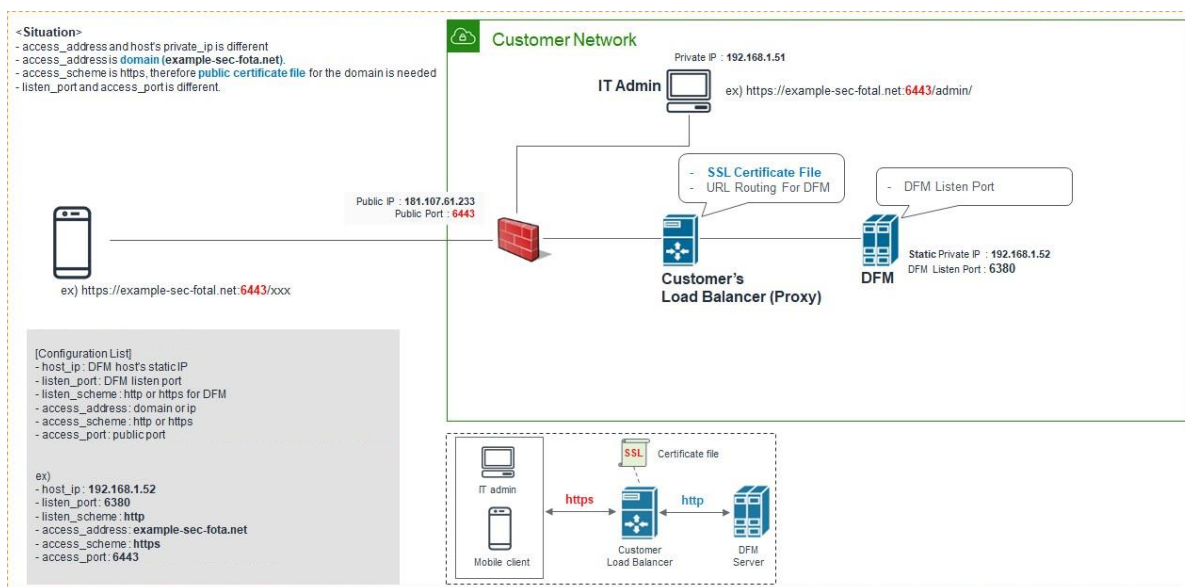 <Situation>
- access_address and host's private_ip is different
- access_address is domain (example-sec-fota.net).
- access_scheme is https, therefore public certificate file for the domain is needed
- listen_port and access_port is different.
Customer Network
Private IP : 192.168.1.51
IT Admin
ex) https://example-sec-fotal.net:6443/admin/
- SSL Certificate File
- URL Routing For DFM
- DFM Listen Port
Public IP : 181.107.61.233
Public Port : 6443
Static Private IP : 192.168.1.52
DFM Listen Port : 6380
Customer's
Load Balancer (Proxy)
DFM
ex) https://example-sec-fotal.net:6443/xxx
[Configuration List]
- host_ip : DFM host's static IP
- listen_port : DFM listen port
- listen_scheme : http or https for DFM
- access_address : domain or ip
- access_scheme : http or https
- access_port : public port
ex)
- host_ip : 192.168.1.52
- listen_port : 6380
- listen_scheme : http
- access_address : example-sec-fota.net
- access_scheme : https
- access_port : 6443
SSL
Certificate file
IT admin
https
http
Mobile client
Customer
Load Balancer
DFM
Server